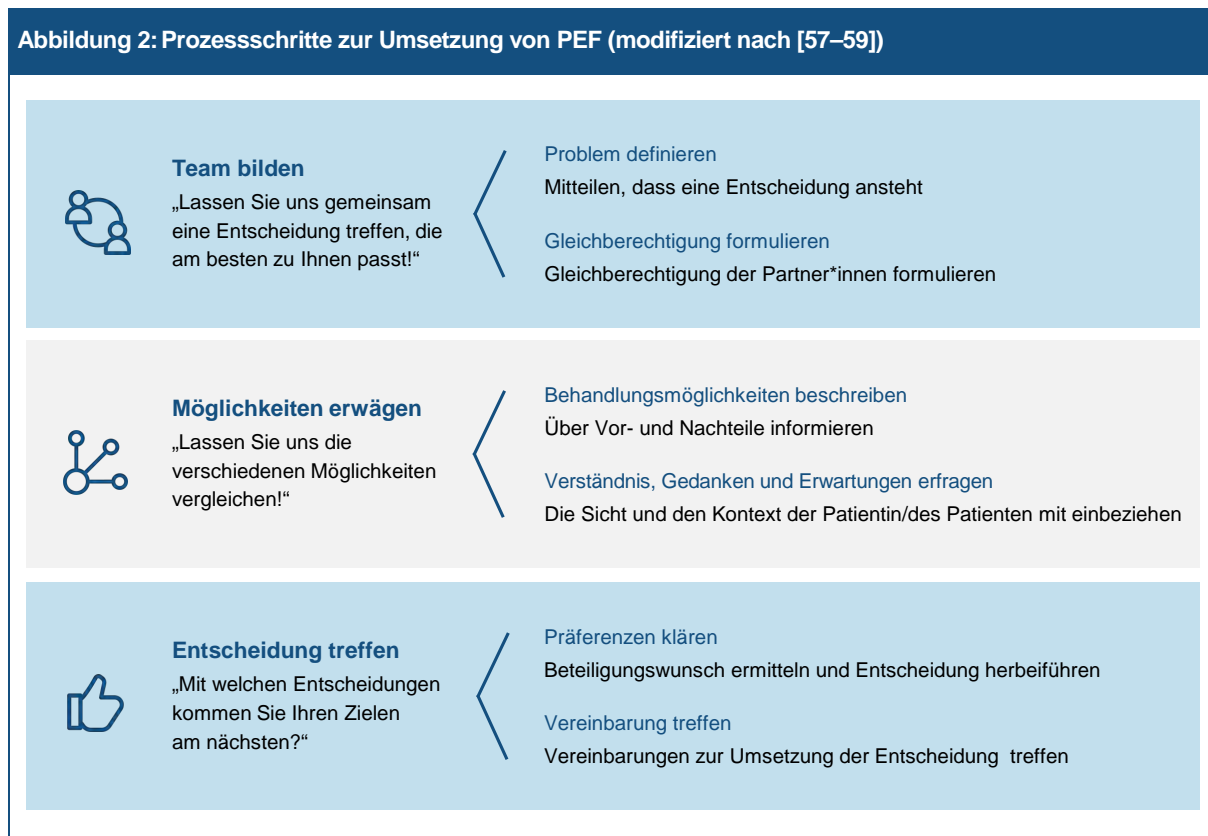 Abbildung 2: Prozessschritte zur Umsetzung von PEF (modifiziert nach [57–59])
Team bilden
„Lassen Sie uns gemeinsam
eine Entscheidung treffen, die
am besten zu Ihnen passt!“
Problem definieren
Mitteilen, dass eine Entscheidung ansteht
Gleichberechtigung formulieren
Gleichberechtigung der Partner*innen formulieren
Möglichkeiten erwägen
„Lassen Sie uns die
verschiedenen Möglichkeiten
vergleichen!“
Behandlungsmöglichkeiten beschreiben
Über Vor- und Nachteile informieren
Verständnis, Gedanken und Erwartungen erfragen
Die Sicht und den Kontext der Patientin/des Patienten mit einbeziehen
Entscheidung treffen
„Mit welchen Entscheidungen
kommen Sie Ihren Zielen
am nächsten?“
Präferenzen klären
Beteiligungswunsch ermitteln und Entscheidung herbeiführen
Vereinbarung treffen
Vereinbarungen zur Umsetzung der Entscheidung treffen